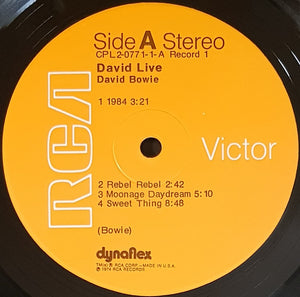 Side A Stereo
CPL2-0771-1-A Record 1
David Live
David Bowie
1 1984 3:21
RCA
Victor
2 Rebel Rebel 2:42
3 Moonage Daydream 5:10
4 Sweet Thing 8:48
(Bowie)
dynaflex
TM(s) ® RCA CORP.-MADE IN U.S.A.
℗ 1974 RCA RECORDS